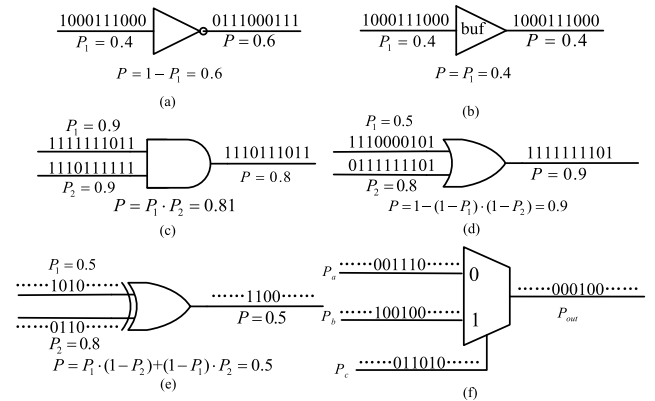 1000111000
P₁ = 0.4
0111000111
P = 0.6
P = 1 − P₁ = 0.6
(a)
1000111000
P₁ = 0.4
buf
1000111000
P = 0.4
P = P₁ = 0.4
(b)
P₁ = 0.9
1111111011
1110111111
P₂ = 0.9
1110111011
P = 0.8
P = P₁ · P₂ = 0.81
(c)
P₁ = 0.5
1110000101
0111111101
P₂ = 0.8
1111111101
P = 0.9
P = 1 − (1 − P₁) · (1 − P₂) = 0.9
(d)
P₁ = 0.5
······1010······
······0110······
P₂ = 0.8
······1100······
P = 0.5
P = P₁ · (1 − P₂)+(1 − P₁) · P₂ = 0.5
(e)
Pₐ
······001110······
0
P_b
······100100······
1
P_c
······011010······
······000100······
P_out
(f)